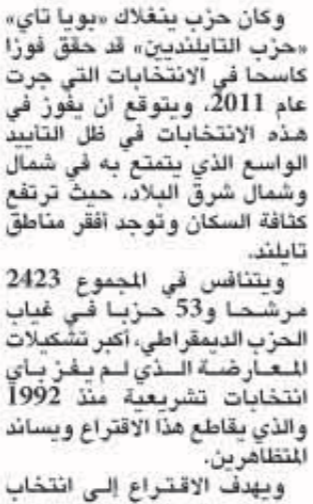 وكان حزب ينغلاك «بويا تاي»
«حزب التايلنديين» قد حقق فوزا
كاسحا في الانتخابات التي جرت
عام 2011. ويتوقع أن يفوز في
هذه الانتخابات في ظل التأييد
الواسع الذي يتمتع به في شمال
وشمال شرق البلاد، حيث ترتفع
كثافة السكان وتوجد أفقر مناطق
تايلند.
ويتنافس في المجموع 2423
مرشحا و53 حزبا في غياب
الحزب الديمقراطي، أكبر تشكيلات
المعارضة الذي لم يفز بأي
انتخابات تشريعية منذ 1992
والذي يقاطع هذا الاقتراع ويساند
المتظاهرين.
ويهدف الاقتراع إلى انتخاب